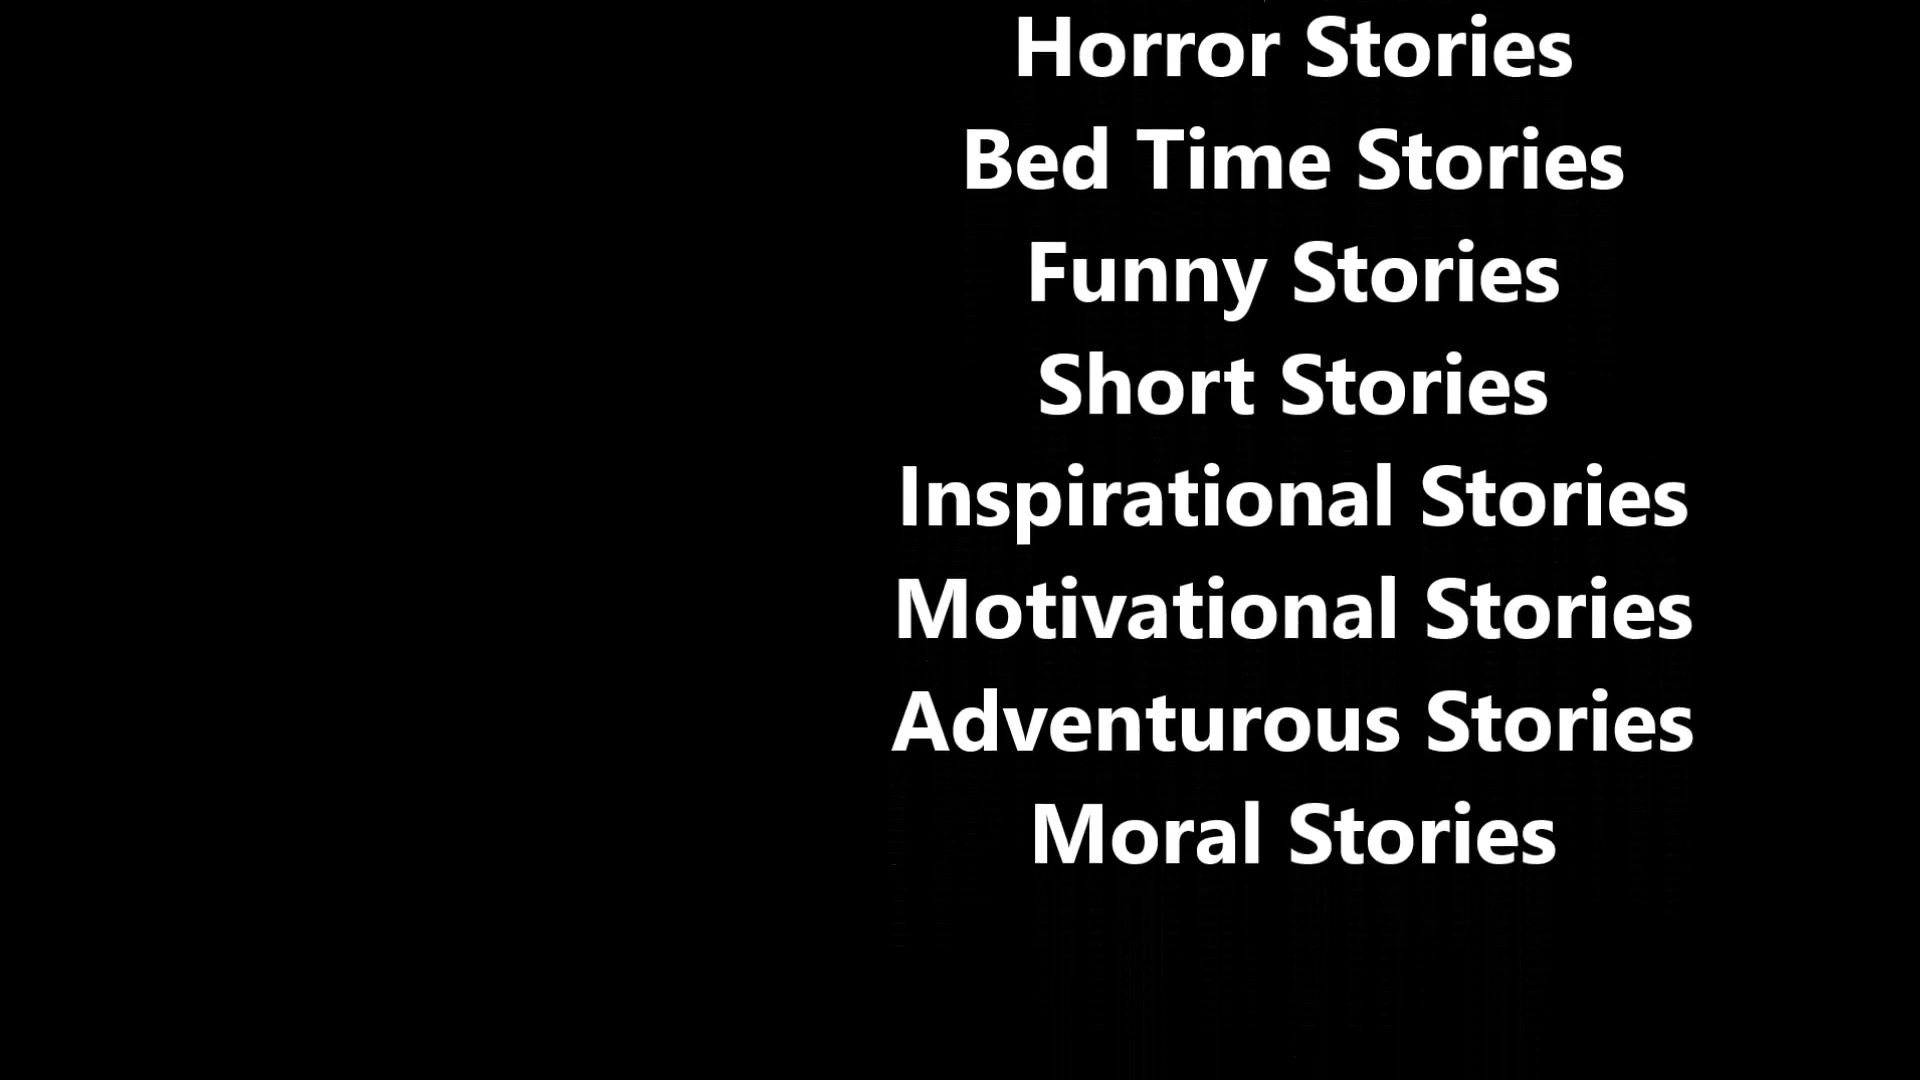 Horror Stories
Bed Time Stories
Funny Stories
Short Stories
Inspirational Stories
Motivational Stories
Adventurous Stories
Moral Stories